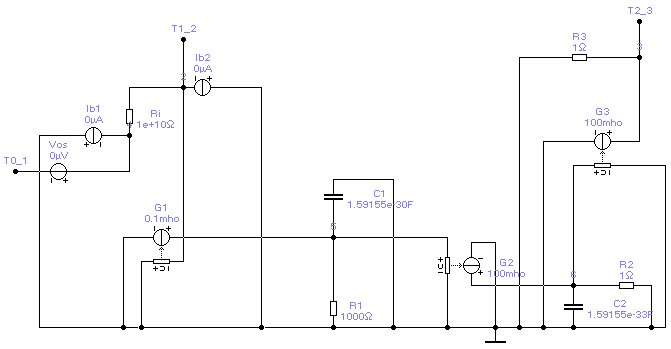 T2_3
T1_2
R3
1Ω
3
Ib2
0µA
2
Ib1
0µA
Ri
1e+10Ω
G3
100mho
Vos
0µV
T0_1
C1
1.59155e-30F
G1
0.1mho
5
G2
100mho
R2
1Ω
6
R1
1000Ω
C2
1.59155e-33F